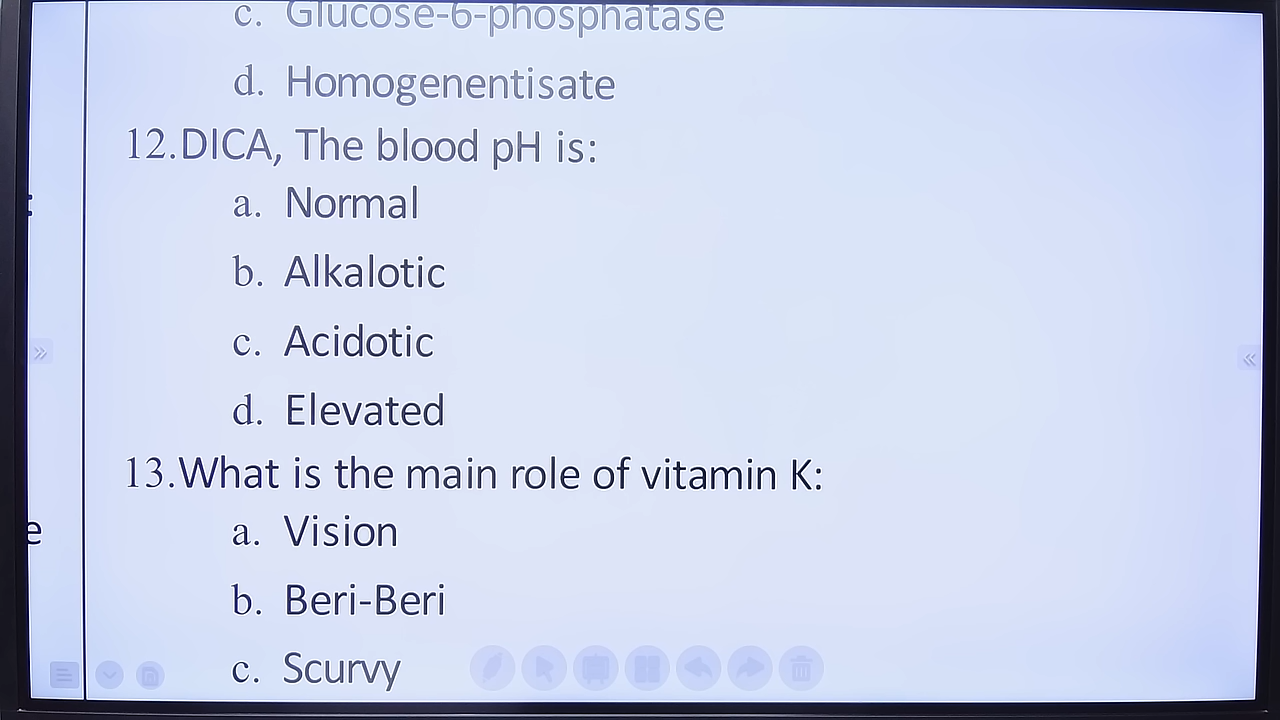 c. Glucose-6-phosphatase
d. Homogenentisate
12.DICA, The blood pH is:
a. Normal
b. Alkalotic
c. Acidotic
d. Elevated
13.What is the main role of vitamin K:
a. Vision
e
b. Beri-Beri
c. Scurvy